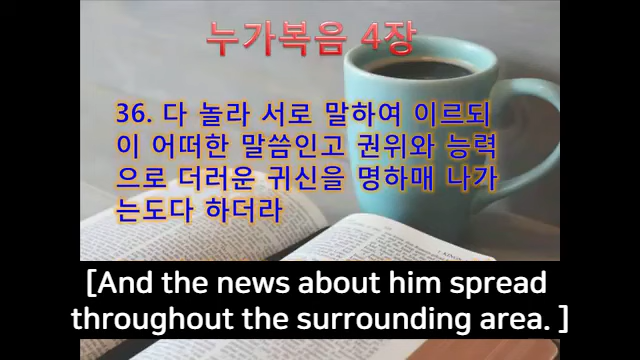 누가복음 4장
36. 다 놀라 서로 말하여 이르되
이 어떠한 말씀인고 권위와 능력
으로 더러운 귀신을 명하매 나가
는도다 하더라
[And the news about him spread
throughout the surrounding area. ]